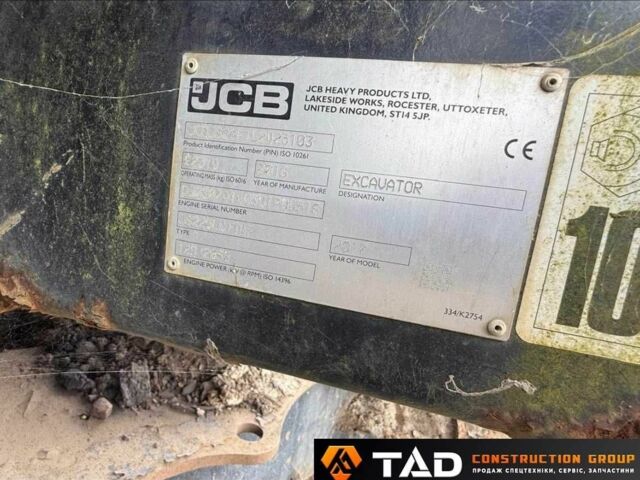 JCB
JCB HEAVY PRODUCTS LTD,
LAKESIDE WORKS, ROCESTER, UTTOXETER,
UNITED KINGDOM, ST14 5JP.
CE
Product Identification Number (PIN) ISO 10261
OPERATING MASS (kg) ISO 6016
YEAR OF MANUFACTURE
EXCAVATOR
DESIGNATION
ENGINE SERIAL NUMBER
TYPE
YEAR OF MODEL
ENGINE POWER (kW @ RPM) ISO 14396
334/K2754
10
TAD CONSTRUCTION GROUP
ПРОДАЖ СПЕЦТЕХНІКИ, СЕРВІС, ЗАПЧАСТИНИ